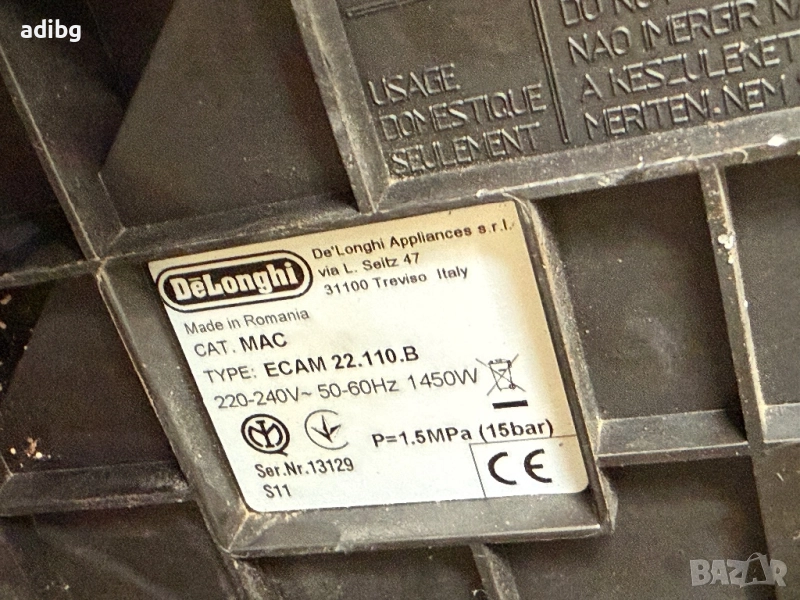 adibg
USAGE
DOMESTIQUE
SEULEMENT
DO NOT
NAO IMERGIR NA
A KESZULEKET
MERITENI. NEM
DeLonghi
De'Longhi Appliances s.r.l.
via L. Seitz 47
31100 Treviso Italy
Made in Romania
CAT. MAC
TYPE: ECAM 22.110.B
220-240V~ 50-60Hz 1450W
P=1.5MPa (15bar)
Ser.Nr.13129
S11
CE
BAZAR